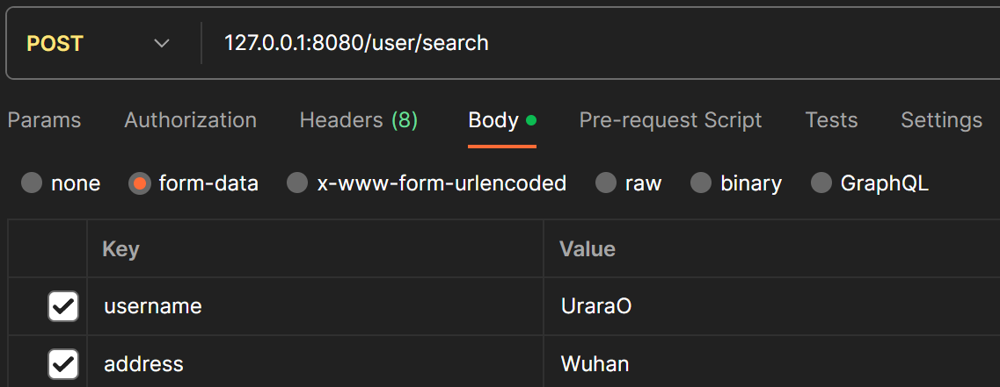 POST 127.0.0.1:8080/user/search
Params Authorization Headers (8) Body Pre-request Script Tests Settings
none form-data x-www-form-urlencoded raw binary GraphQL
Key Value
username UraraO
address Wuhan